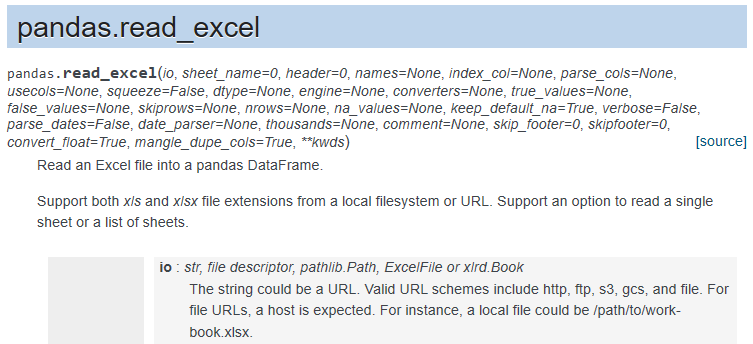 pandas.read_excel
pandas.read_excel(io, sheet_name=0, header=0, names=None, index_col=None, parse_cols=None,
usecols=None, squeeze=False, dtype=None, engine=None, converters=None, true_values=None,
false_values=None, skiprows=None, nrows=None, na_values=None, keep_default_na=True, verbose=False,
parse_dates=False, date_parser=None, thousands=None, comment=None, skip_footer=0, skipfooter=0,
convert_float=True, mangle_dupe_cols=True, **kwds) [source]
Read an Excel file into a pandas DataFrame.
Support both xls and xlsx file extensions from a local filesystem or URL. Support an option to read a single
sheet or a list of sheets.
io : str, file descriptor, pathlib.Path, ExcelFile or xlrd.Book
The string could be a URL. Valid URL schemes include http, ftp, s3, gcs, and file. For
file URLs, a host is expected. For instance, a local file could be /path/to/work-
book.xlsx.